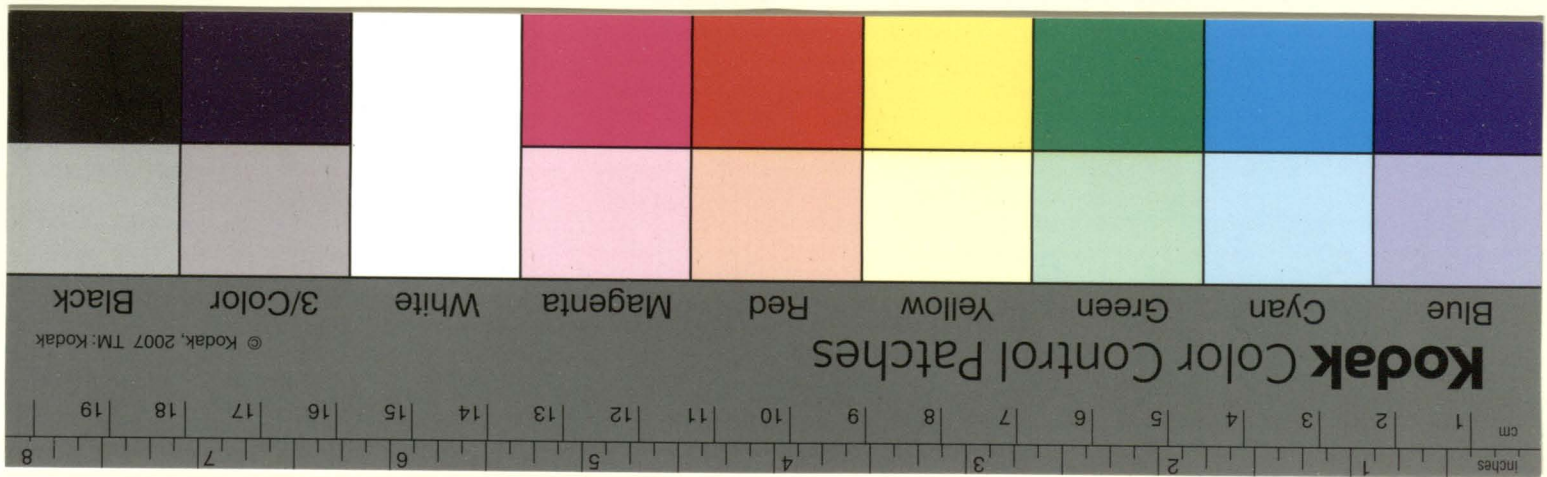 inches 1 2 3 4 5 6 7 8
cm 1 2 3 4 5 6 7 8 9 10 11 12 13 14 15 16 17 18 19
Kodak Color Control Patches © Kodak, 2007 TM: Kodak
Blue Cyan Green Yellow Red Magenta White 3/Color Black